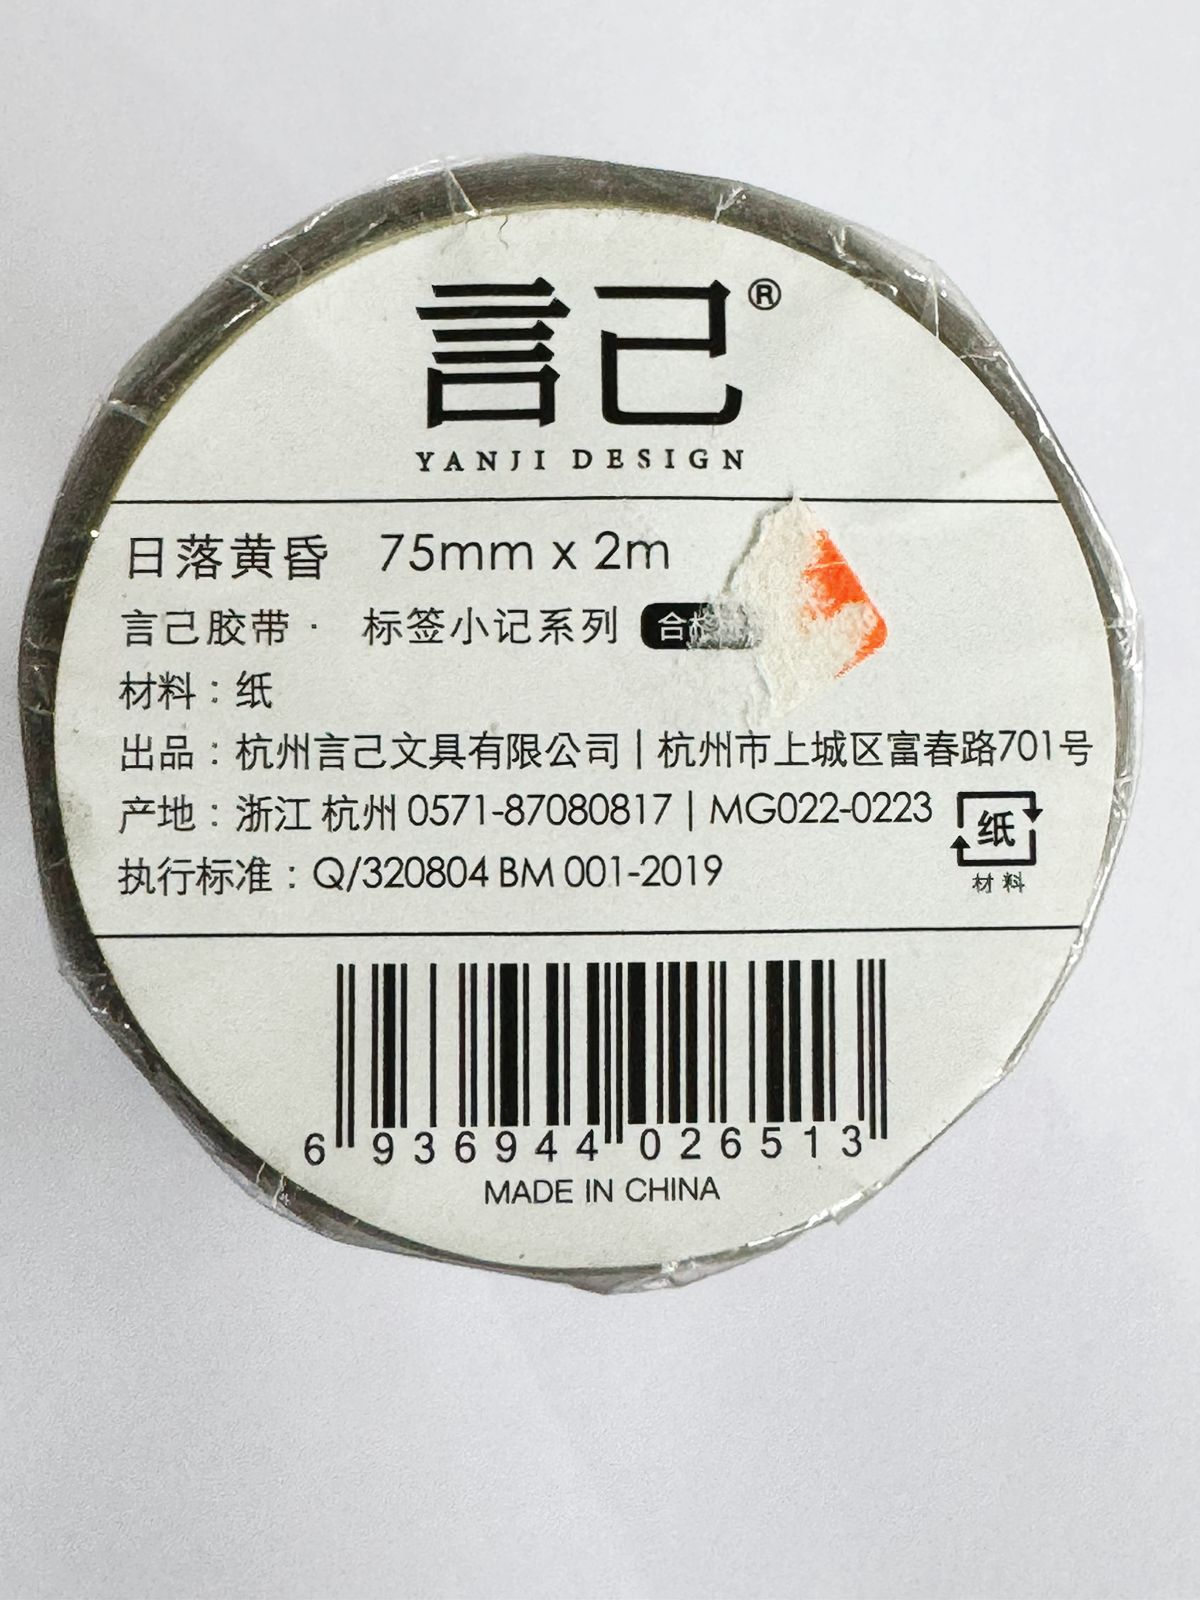 言己®
YANJI DESIGN
日落黄昏 75mm x 2m
言己胶带 · 标签小记系列 合格
材料：纸
出品：杭州言己文具有限公司 | 杭州市上城区富春路701号
产地：浙江 杭州 0571-87080817 | MG022-0223
纸
材料
执行标准：Q/320804 BM 001-2019
6 936944 026513
MADE IN CHINA